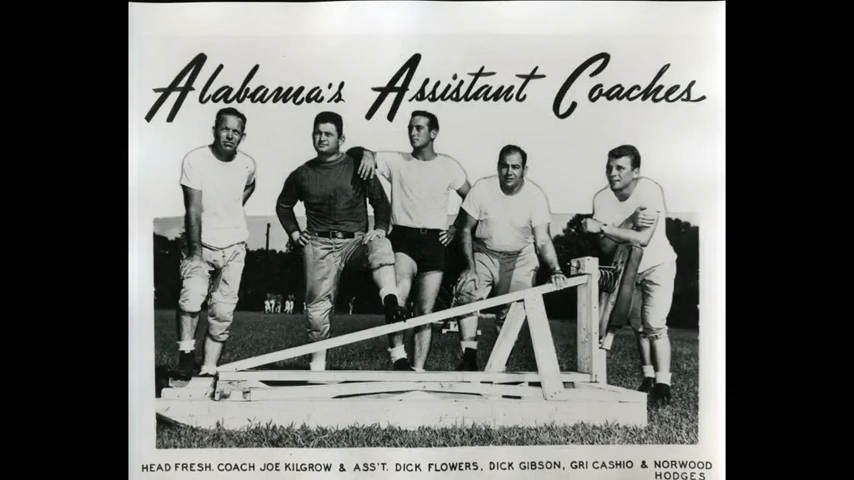 Alabama's Assistant Coaches
HEAD FRESH. COACH JOE KILGROW & ASS'T. DICK FLOWERS, DICK GIBSON, GRI CASHIO & NORWOOD
HODGES